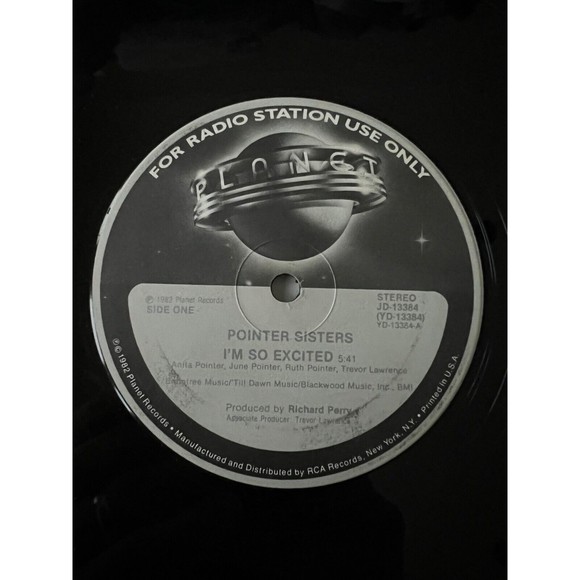 FOR RADIO STATION USE ONLY
PLANET
℗ 1982 Planet Records
SIDE ONE
STEREO
JD-13384
(YD-13384)
YD-13384-A
POINTER SISTERS
I'M SO EXCITED 5:41
Anita Pointer, June Pointer, Ruth Pointer, Trevor Lawrence
Braintree Music/'Till Dawn Music/Blackwood Music, Inc., BMI
Produced by Richard Perry
Associate Producer Trevor Lawrence
℗ © 1982 Planet Records • Manufactured and Distributed by RCA Records, New York, N.Y. • Printed in U.S.A.